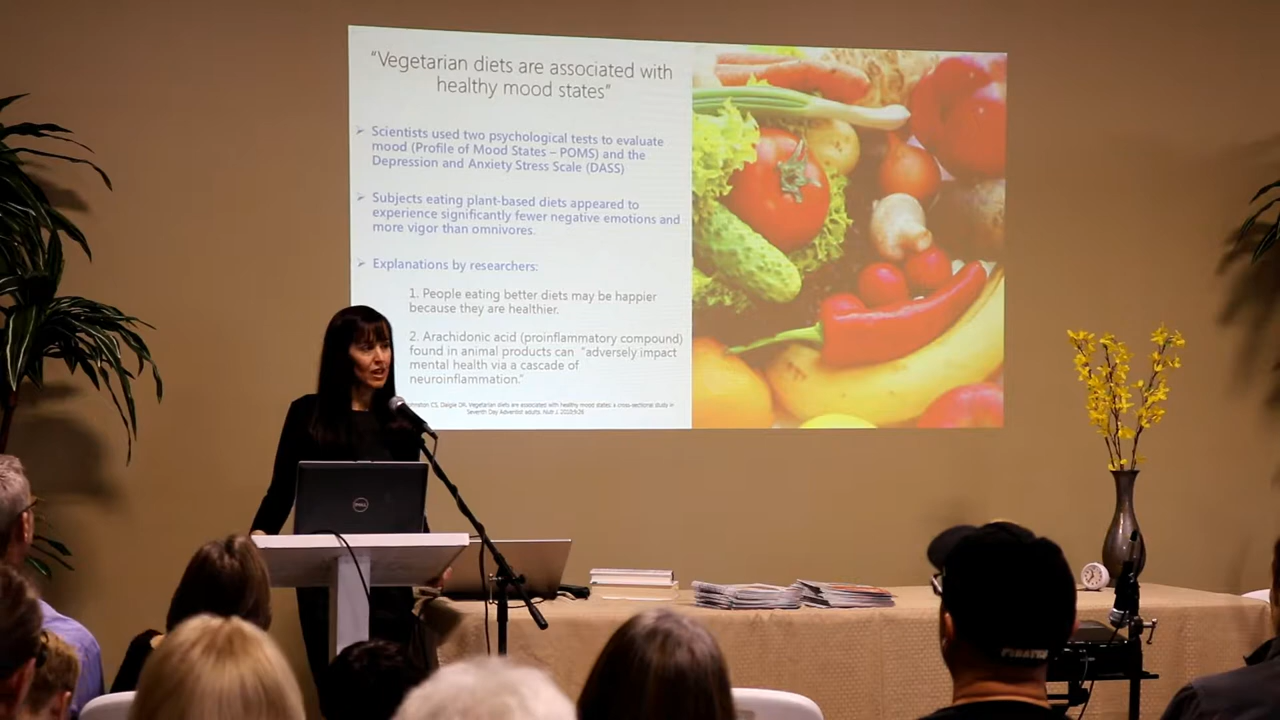 "Vegetarian diets are associated with
healthy mood states"
Scientists used two psychological tests to evaluate
mood (Profile of Mood States – POMS) and the
Depression and Anxiety Stress Scale (DASS)
Subjects eating plant-based diets appeared to
experience significantly fewer negative emotions and
more vigor than omnivores.
Explanations by researchers:
1. People eating better diets may be happier
because they are healthier.
2. Arachidonic acid (proinflammatory compound)
found in animal products can "adversely impact
mental health via a cascade of
neuroinflammation."
CS, Vegetarian diets are associated with healthy mood states: a cross-sectional study in
Seventh Day Adventist adults. Nutr J.
DELL
PIRATES